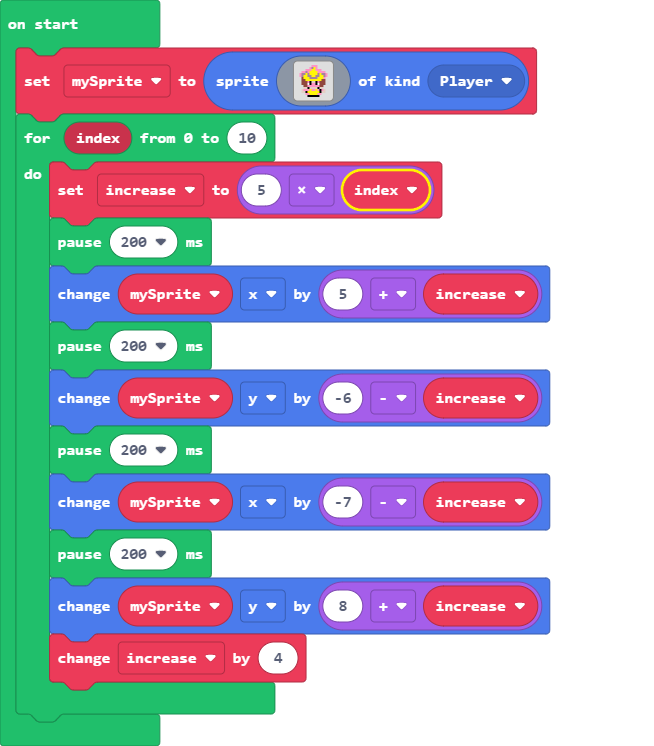 on start
set mySprite to sprite of kind Player
for index from 0 to 10
do
set increase to 5 × index
pause 200 ms
change mySprite x by 5 + increase
pause 200 ms
change mySprite y by -6 - increase
pause 200 ms
change mySprite x by -7 - increase
pause 200 ms
change mySprite y by 8 + increase
change increase by 4